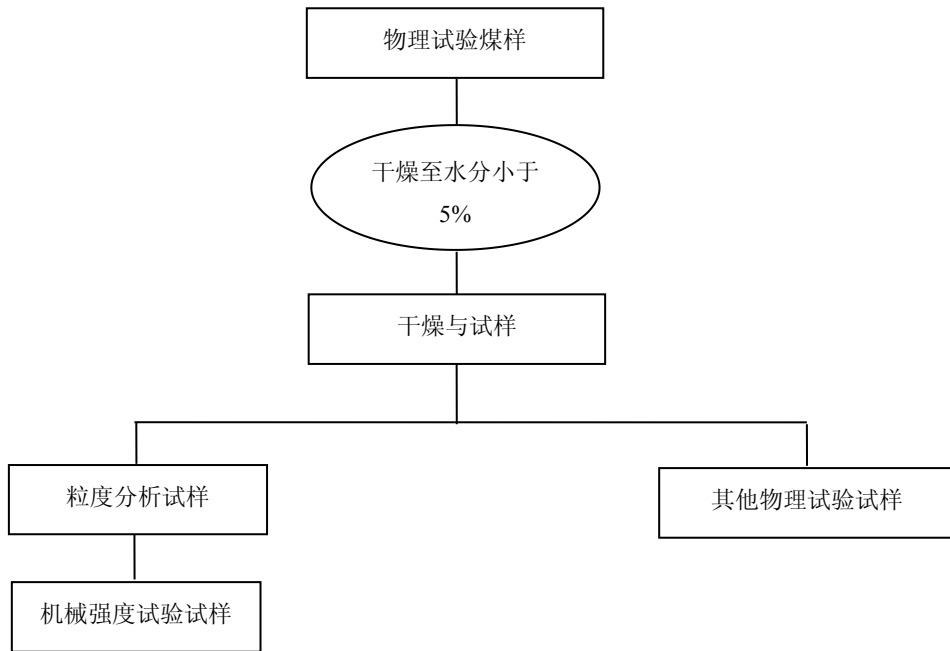 物理试验煤样
干燥至水分小于
5%
干燥与试样
粒度分析试样
其他物理试验试样
机械强度试验试样